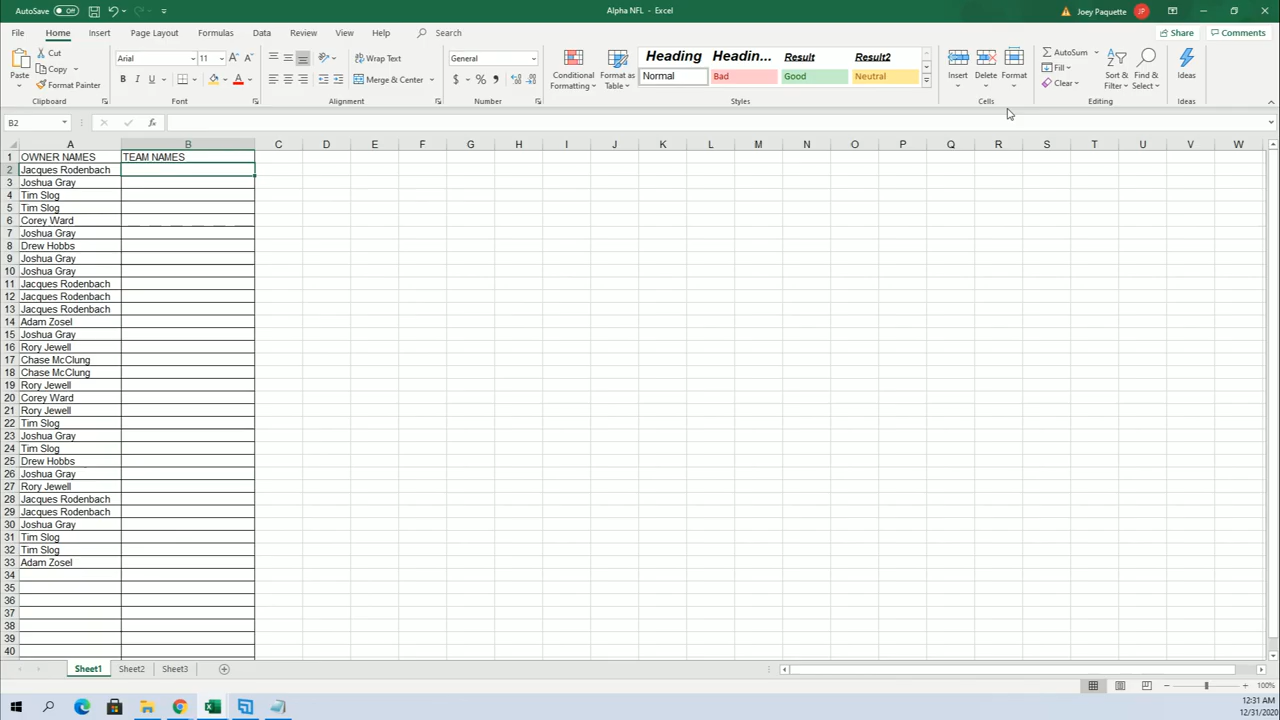 AutoSave Off
Alpha NFL - Excel
Joey Paquette JP
File Home Insert Page Layout Formulas Data Review View Help Search
Share Comments
Paste
Cut
Copy
Format Painter
Clipboard
Arial 11 A A
B I U A
Font
ab Wrap Text
Merge & Center
Alignment
General
$ % ,
Number
Conditional Formatting
Format as Table
Heading Headin... Result Result2
Normal Bad Good Neutral
Styles
Insert Delete Format
Cells
AutoSum
Fill
Clear
Sort & Filter
Find & Select
Editing
Ideas
Ideas
B2 fx
A B C D E F G H I J K L M N O P Q R S T U V W
1 OWNER NAMES TEAM NAMES
2 Jacques Rodenbach
3 Joshua Gray
4 Tim Slog
5 Tim Slog
6 Corey Ward
7 Joshua Gray
8 Drew Hobbs
9 Joshua Gray
10 Joshua Gray
11 Jacques Rodenbach
12 Jacques Rodenbach
13 Jacques Rodenbach
14 Adam Zosel
15 Joshua Gray
16 Rory Jewell
17 Chase McClung
18 Chase McClung
19 Rory Jewell
20 Corey Ward
21 Rory Jewell
22 Tim Slog
23 Joshua Gray
24 Tim Slog
25 Drew Hobbs
26 Joshua Gray
27 Rory Jewell
28 Jacques Rodenbach
29 Jacques Rodenbach
30 Joshua Gray
31 Tim Slog
32 Tim Slog
33 Adam Zosel
34
35
36
37
38
39
40
Sheet1 Sheet2 Sheet3
100%
12:31 AM
12/31/2020